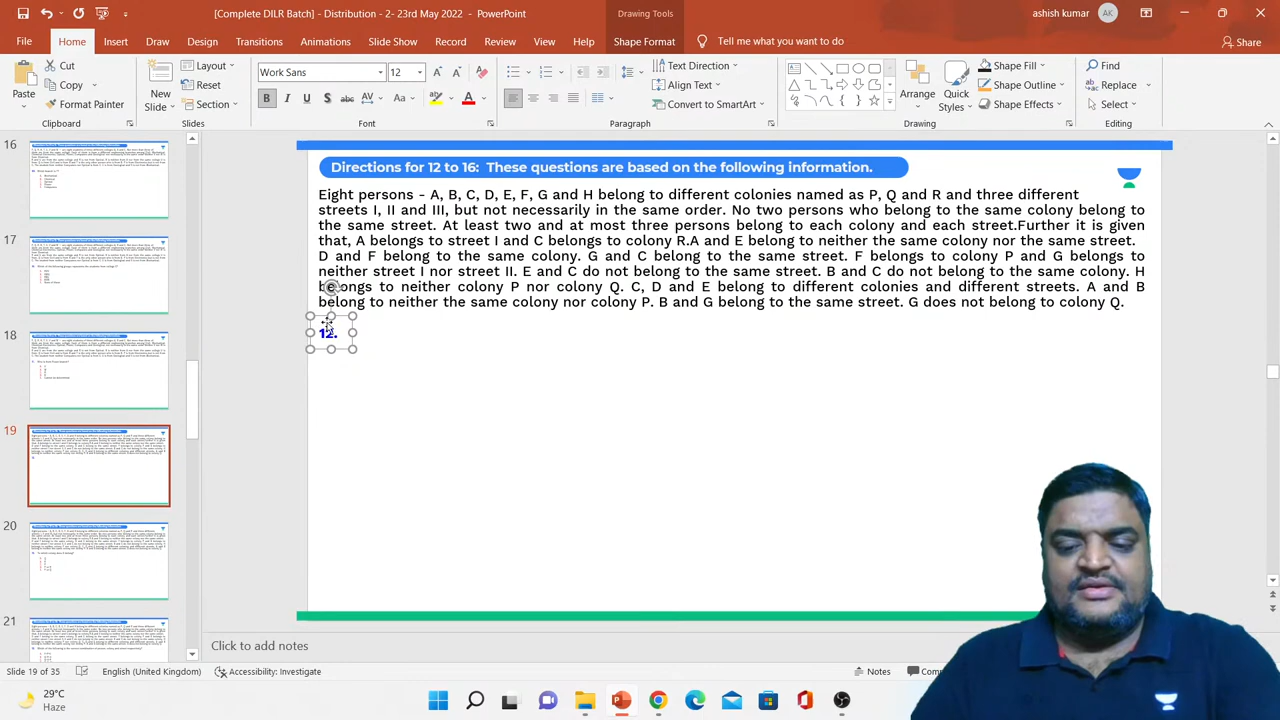 [Complete DILR Batch] - Distribution - 2- 23rd May 2022 - PowerPoint
Drawing Tools
ashish kumar
AK
File Home Insert Draw Design Transitions Animations Slide Show Record Review View Help Shape Format Tell me what you want to do Share
Paste
Cut
Copy
Format Painter
Clipboard
New Slide
Layout
Reset
Section
Slides
Work Sans 12
Font
Paragraph
Text Direction
Align Text
Convert to SmartArt
Arrange
Quick Styles
Shape Fill
Shape Outline
Shape Effects
Drawing
Find
Replace
Select
Editing
16
17
18
19
20
21
Directions for 12 to 16: These questions are based on the following information.
Eight persons - A, B, C, D, E, F, G and H belong to different colonies named as P, Q and R and three different
streets I, II and III, but not necessarily in the same order. No two persons who belong to the same colony belong to
the same street. At least two and at most three persons belong to each colony and each street.Further it is given
that, A belongs to street I and C belongs to colony R.A and E belong to neither the same colony nor the same street.
D and F belong to the same colony. G and C belong to the same street. F belongs to colony P and G belongs to
neither street I nor street II. E and C do not belong to the same street. B and C do not belong to the same colony. H
belongs to neither colony P nor colony Q. C, D and E belong to different colonies and different streets. A and B
belong to neither the same colony nor colony P. B and G belong to the same street. G does not belong to colony Q.
12.
Click to add notes
Slide 19 of 35
English (United Kingdom)
Accessibility: Investigate
Notes
29°C
Haze